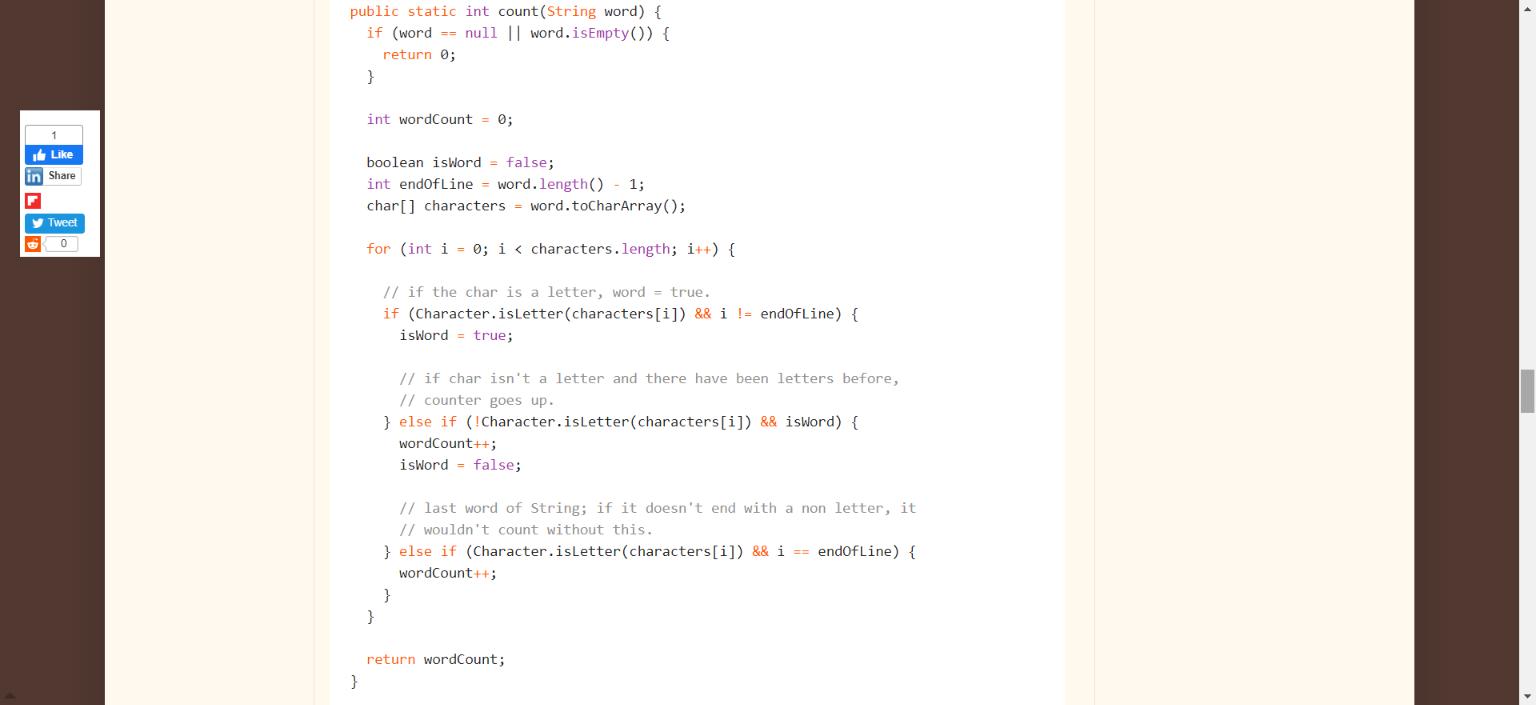 public static int count(String word) {
if (word == null || word.isEmpty()) {
return 0;
}
int wordCount = 0;
boolean isWord = false;
int endOfLine = word.length() - 1;
char[] characters = word.toCharArray();
for (int i = 0; i < characters.length; i++) {
// if the char is a letter, word = true.
if (Character.isLetter(characters[i]) && i != endOfLine) {
isWord = true;
// if char isn't a letter and there have been letters before,
// counter goes up.
} else if (!Character.isLetter(characters[i]) && isWord) {
wordCount++;
isWord = false;
// last word of String; if it doesn't end with a non letter, it
// wouldn't count without this.
} else if (Character.isLetter(characters[i]) && i == endOfLine) {
wordCount++;
}
}
return wordCount;
}
1
Like
in Share
Tweet
0